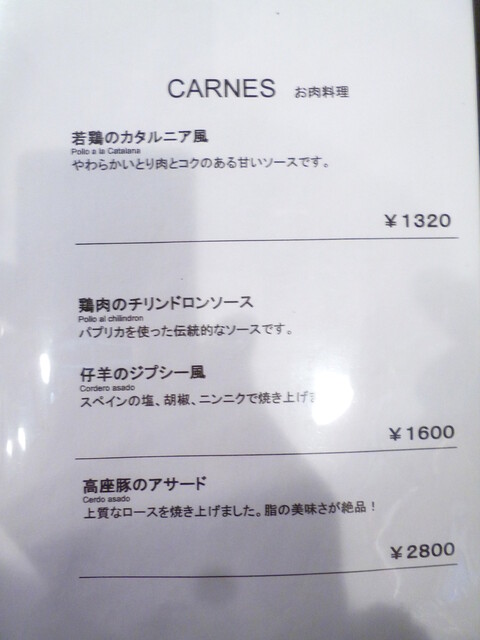 CARNES お肉料理
若鶏のカタルニア風
Pollo a la Catalana
やわらかいとり肉とコクのある甘いソースです。
￥1320
鶏肉のチリンドロンソース
Pollo al chilindron
パプリカを使った伝統的なソースです。
仔羊のジプシー風
Cordero asado
スペインの塩、胡椒、ニンニクで焼き上げま
￥1600
高座豚のアサード
Cerdo asado
上質なロースを焼き上げました。脂の美味さが絶品！
￥2800